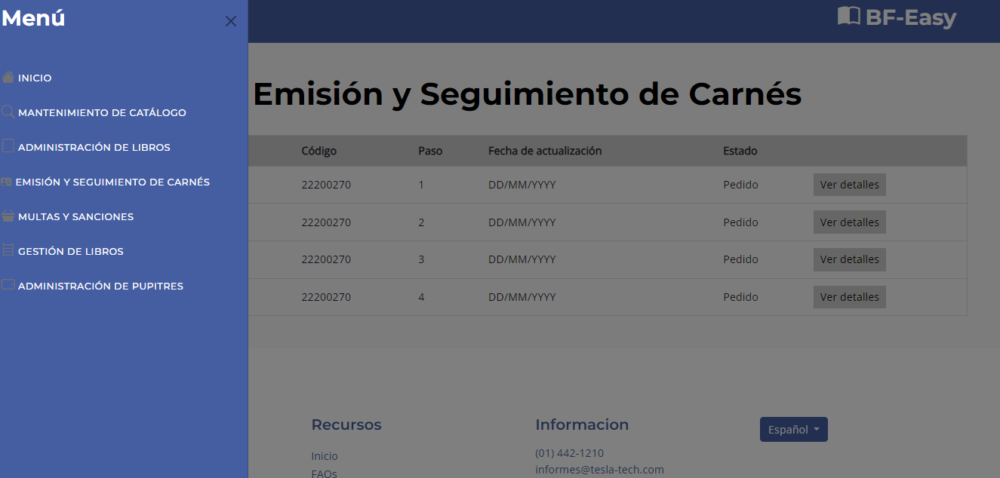 Menú
BF-Easy
INICIO
MANTENIMIENTO DE CATÁLOGO
ADMINISTRACIÓN DE LIBROS
EMISIÓN Y SEGUIMIENTO DE CARNÉS
MULTAS Y SANCIONES
GESTIÓN DE LIBROS
ADMINISTRACIÓN DE PUPITRES
Emisión y Seguimiento de Carnés
Código Paso Fecha de actualización Estado
22200270 1 DD/MM/YYYY Pedido Ver detalles
22200270 2 DD/MM/YYYY Pedido Ver detalles
22200270 3 DD/MM/YYYY Pedido Ver detalles
22200270 4 DD/MM/YYYY Pedido Ver detalles
Recursos
Inicio
FAQs
Informacion
(01) 442-1210
informes@tesla-tech.com
Español